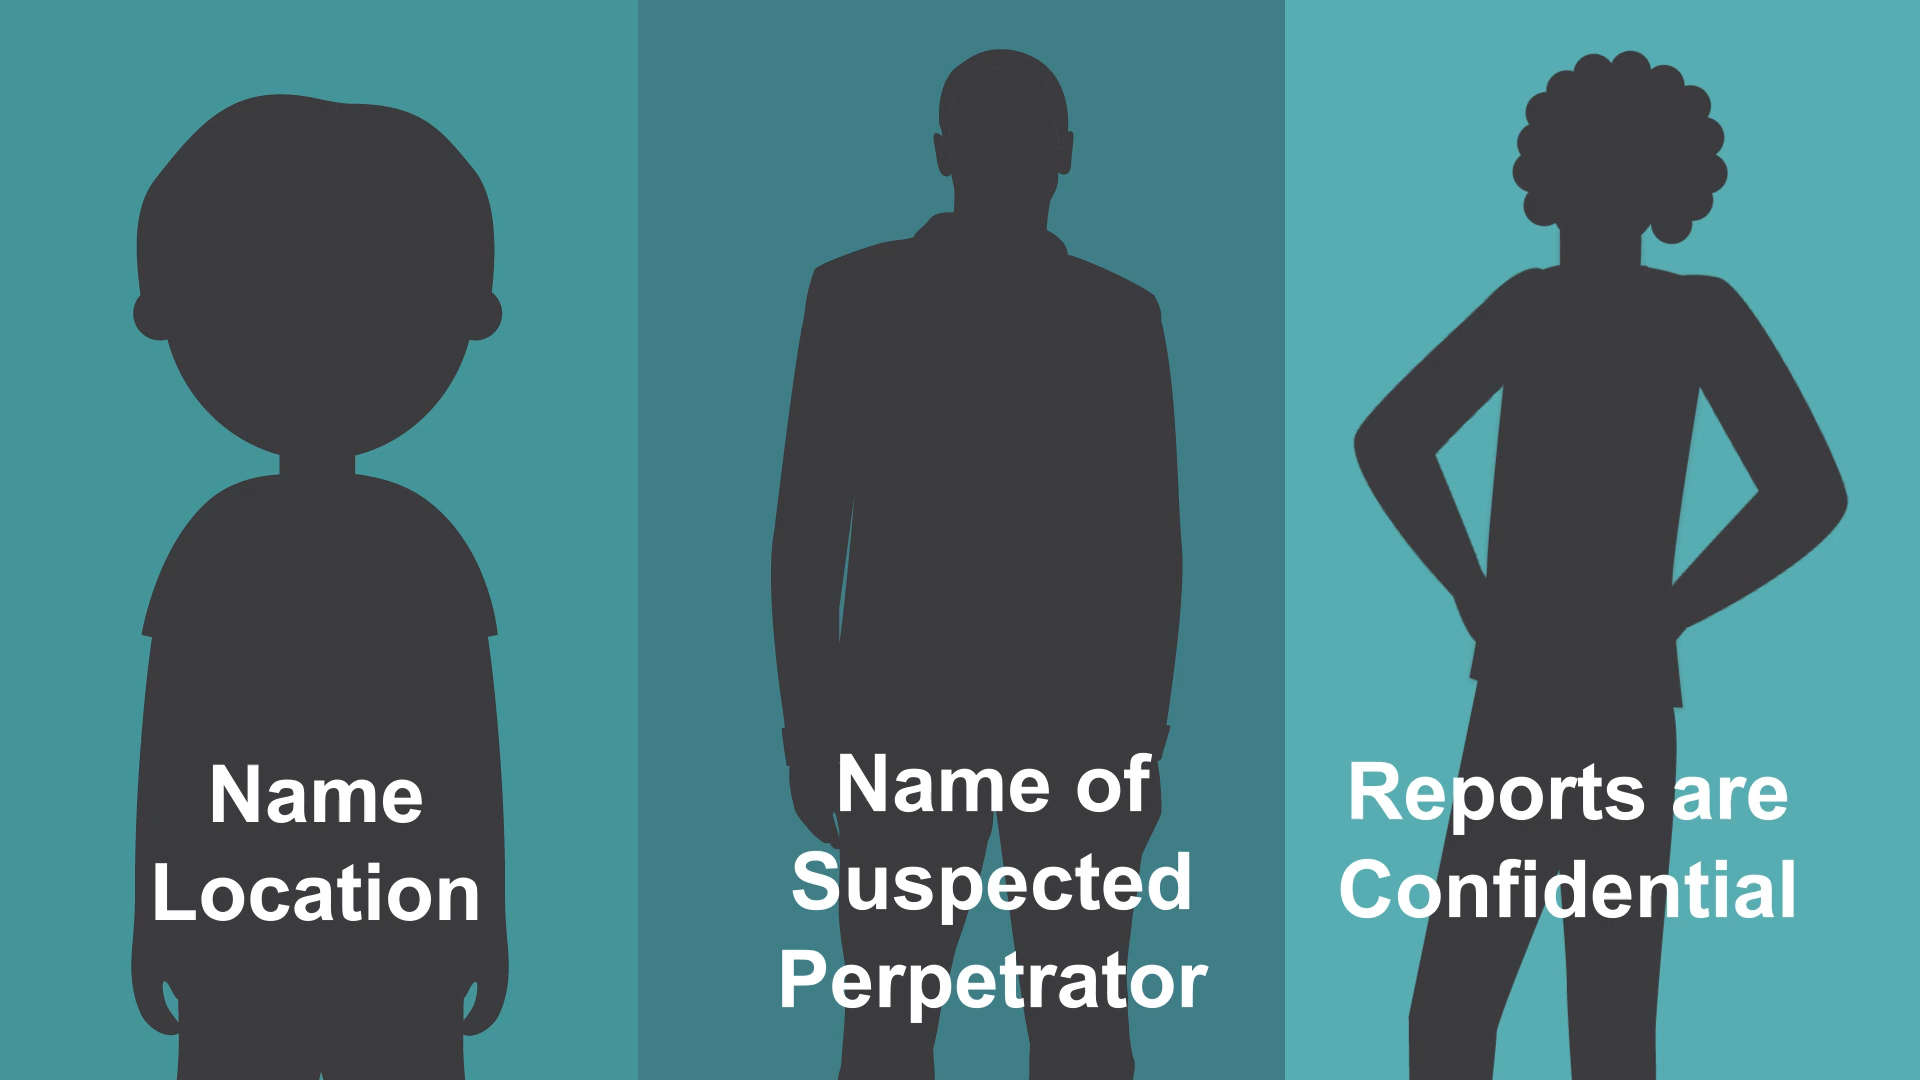 Name
Location
Name of
Suspected
Perpetrator
Reports are
Confidential